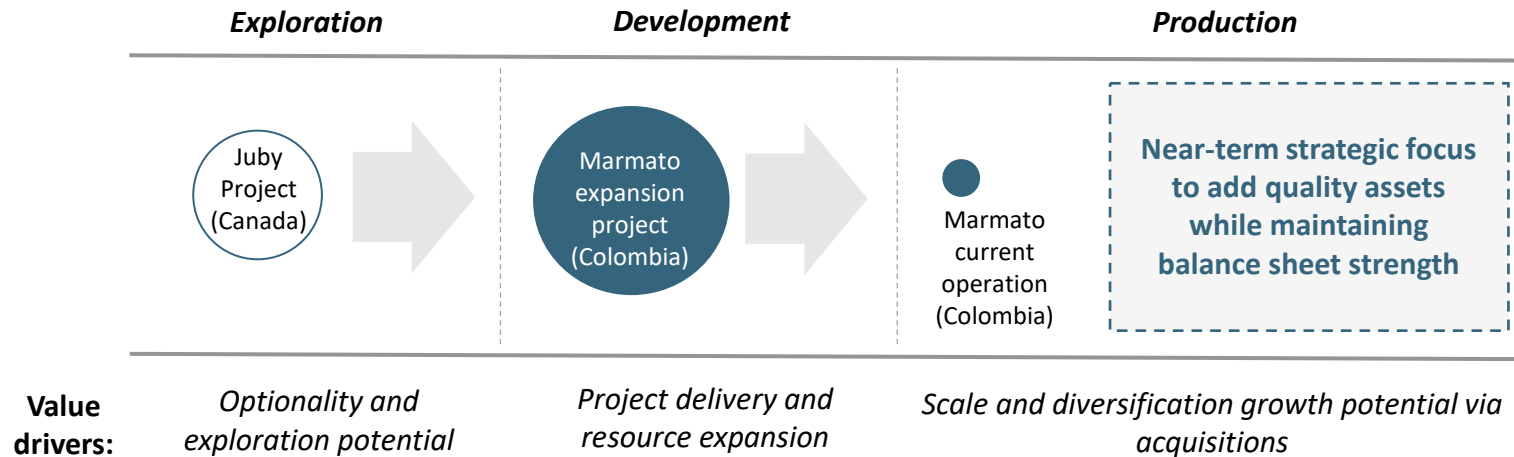 Exploration
Development
Production
Juby
Project
(Canada)
Marmato
expansion
project
(Colombia)
Marmato
current
operation
(Colombia)
Near-term strategic focus
to add quality assets
while maintaining
balance sheet strength
Value
drivers:
Optionality and
exploration potential
Project delivery and
resource expansion
Scale and diversification growth potential via
acquisitions